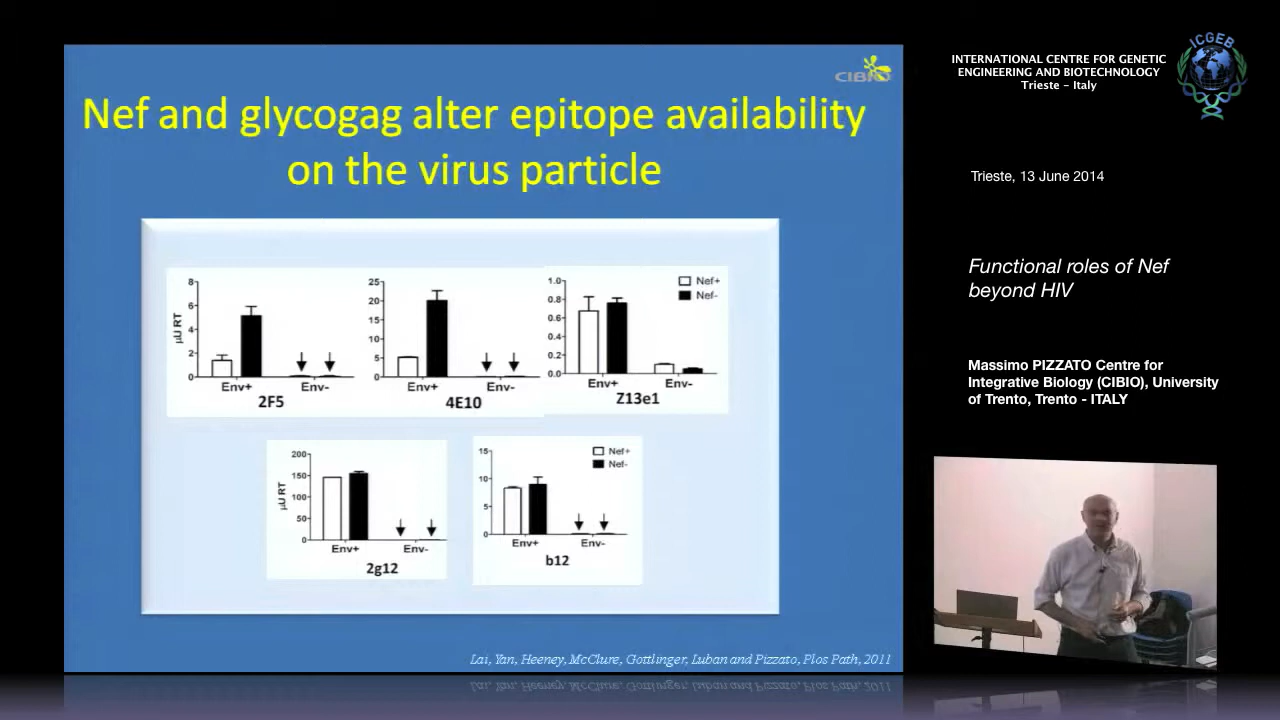 CIBIO
Nef and glycogag alter epitope availability
on the virus particle
8
6
4
2
0
µU RT
Env+
Env-
2F5
25
20
15
10
5
0
Env+
Env-
4E10
1.0
0.8
0.6
0.4
0.2
0.0
Nef+
Nef-
Env+
Env-
Z13e1
200
150
100
50
0
µU RT
Env+
Env-
2g12
15
10
5
0
Nef+
Nef-
Env+
Env-
b12
Lai, Yan, Heeney, McClure, Gottlinger, Luban and Pizzato, Plos Path, 2011
INTERNATIONAL CENTRE FOR GENETIC
ENGINEERING AND BIOTECHNOLOGY
Trieste - Italy
ICGEB
Trieste, 13 June 2014
Functional roles of Nef
beyond HIV
Massimo PIZZATO Centre for
Integrative Biology (CIBIO), University
of Trento, Trento - ITALY